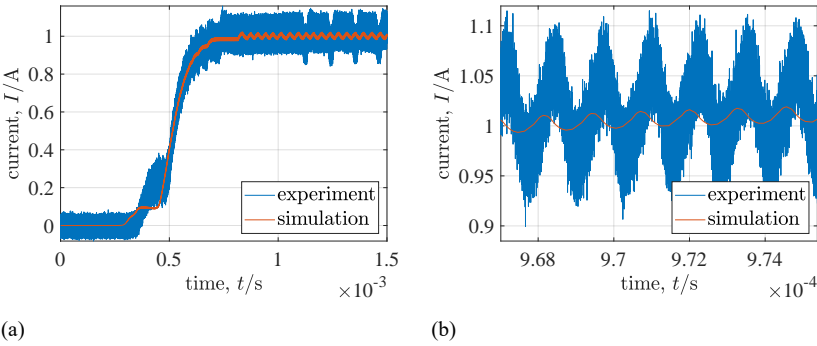 1
0.8
0.6
0.4
0.2
0
current, I/A
experiment
simulation
0 0.5 1 1.5
time, t/s
×10⁻³
(a)
1.1
1.05
1
0.95
0.9
current, I/A
experiment
simulation
9.68 9.7 9.72 9.74
time, t/s
×10⁻⁴
(b)